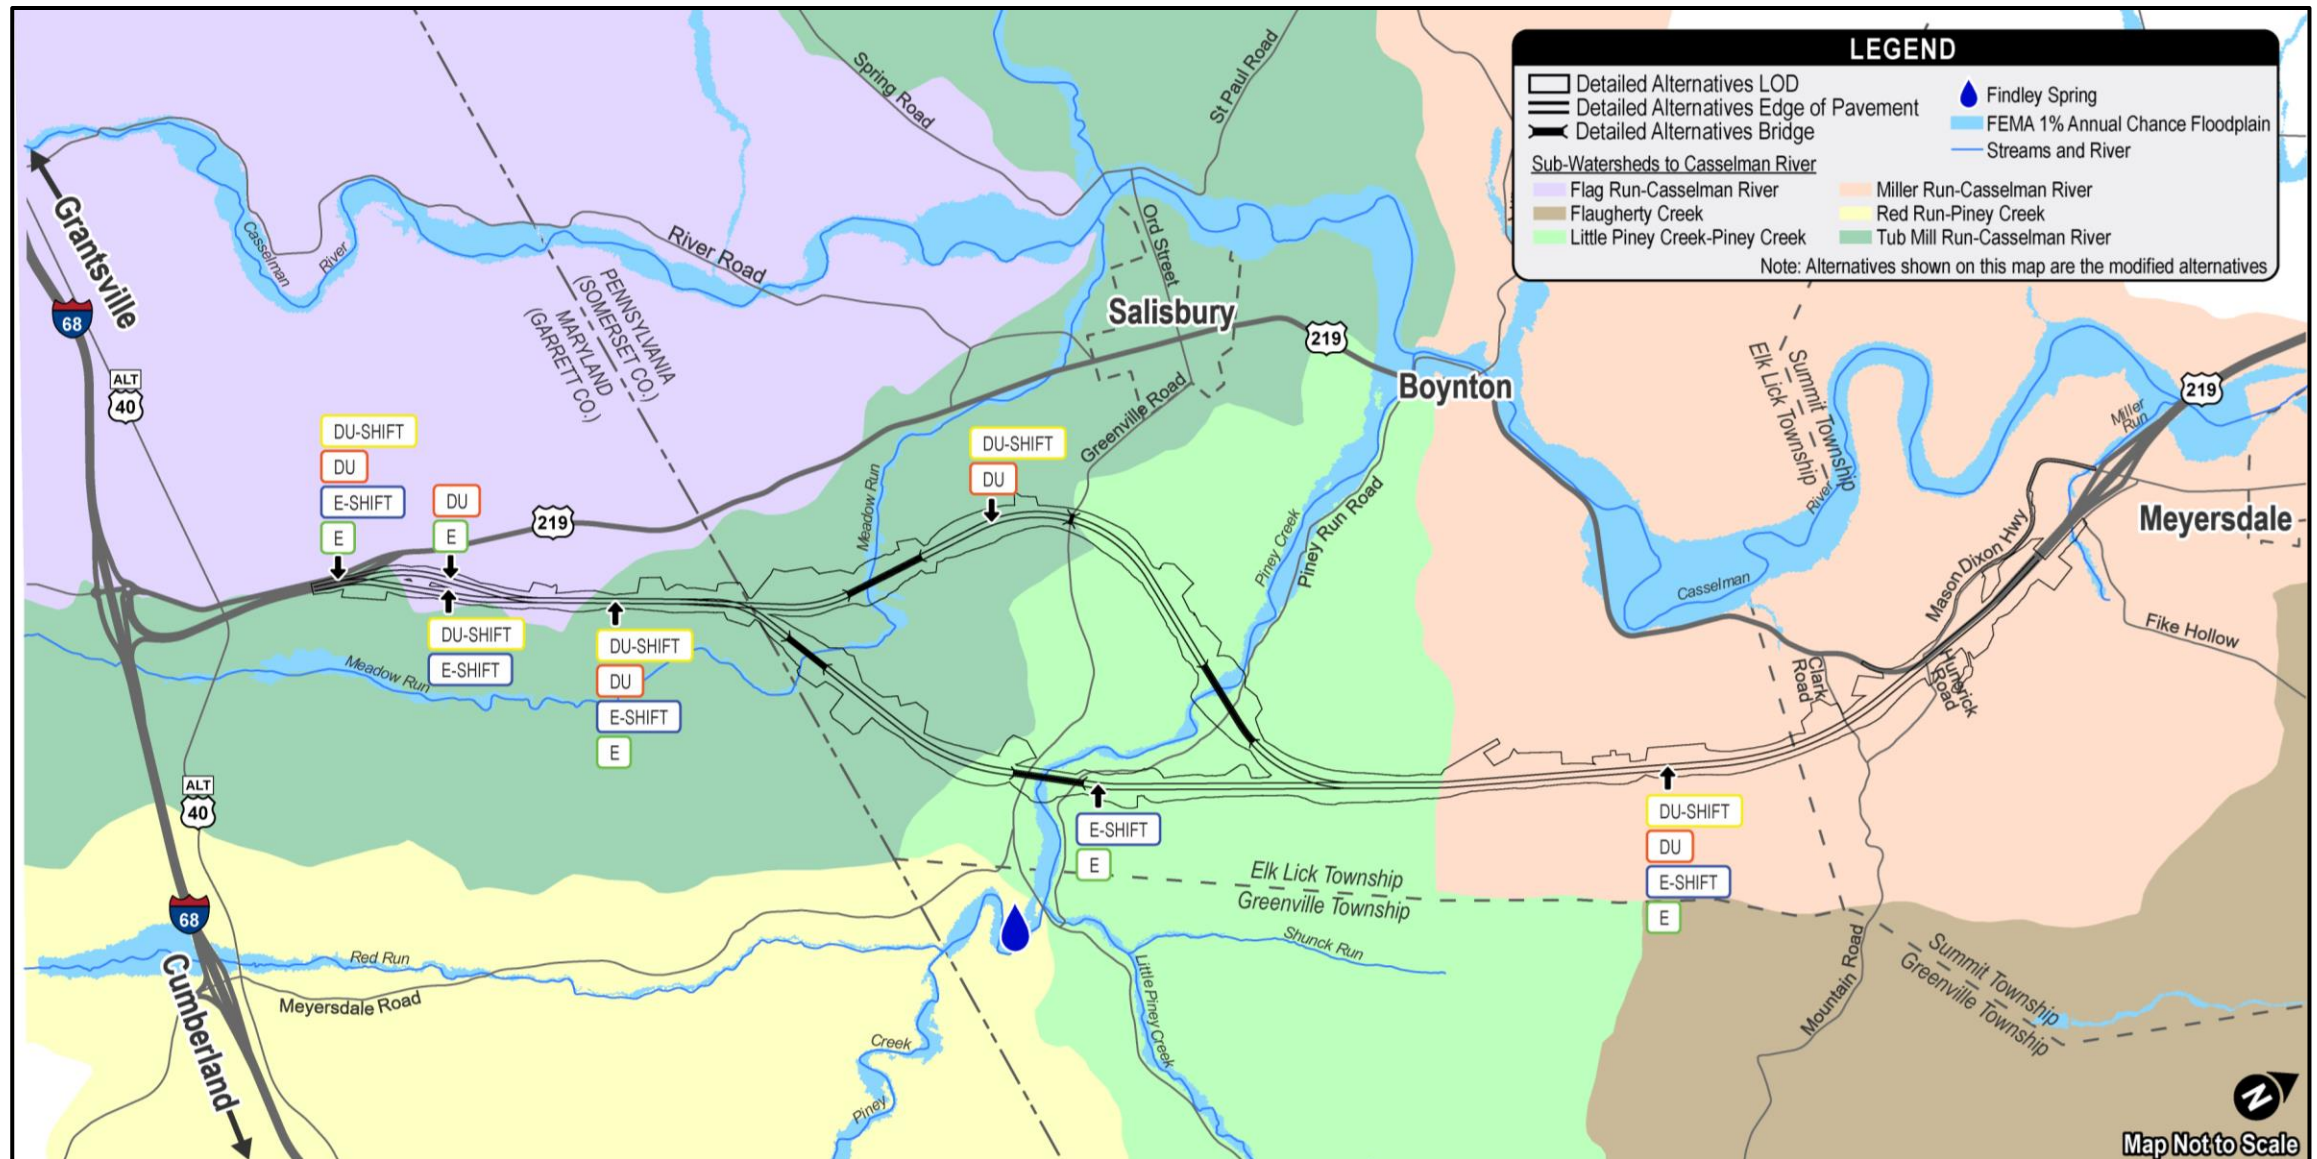 LEGEND
Detailed Alternatives LOD
Detailed Alternatives Edge of Pavement
Detailed Alternatives Bridge
Sub-Watersheds to Casselman River
Flag Run-Casselman River
Flaugherty Creek
Little Piney Creek-Piney Creek
Findley Spring
FEMA 1% Annual Chance Floodplain
Streams and River
Miller Run-Casselman River
Red Run-Piney Creek
Tub Mill Run-Casselman River
Note: Alternatives shown on this map are the modified alternatives
Spring Road
St Paul Road
Grantsville
Casselman
River
River Road
Ord Street
68
PENNSYLVANIA
(SOMERSET CO.)
MARYLAND
(GARRETT CO.)
Salisbury
219
Boynton
Greenville Road
ALT
40
Elk Lick Township
Summit Township
Miller
Run
219
River
Meyersdale
DU-SHIFT
DU
E-SHIFT
E
DU
E
219
Meadow Run
DU-SHIFT
DU
Piney Creek
Piney Run Road
Casselman
Mason Dixon Hwy
Fike Hollow
Clark
Road
Hunsrick
Road
Meadow Run
DU-SHIFT
E-SHIFT
DU-SHIFT
DU
E-SHIFT
E
ALT
40
E-SHIFT
E
DU-SHIFT
DU
E-SHIFT
E
Elk Lick Township
Greenville Township
68
Red Run
Meyersdale Road
Cumberland
Creek
Piney
Shunck Run
Little Piney Creek
Mountain Road
Summit Township
Greenville Township
N
Map Not to Scale